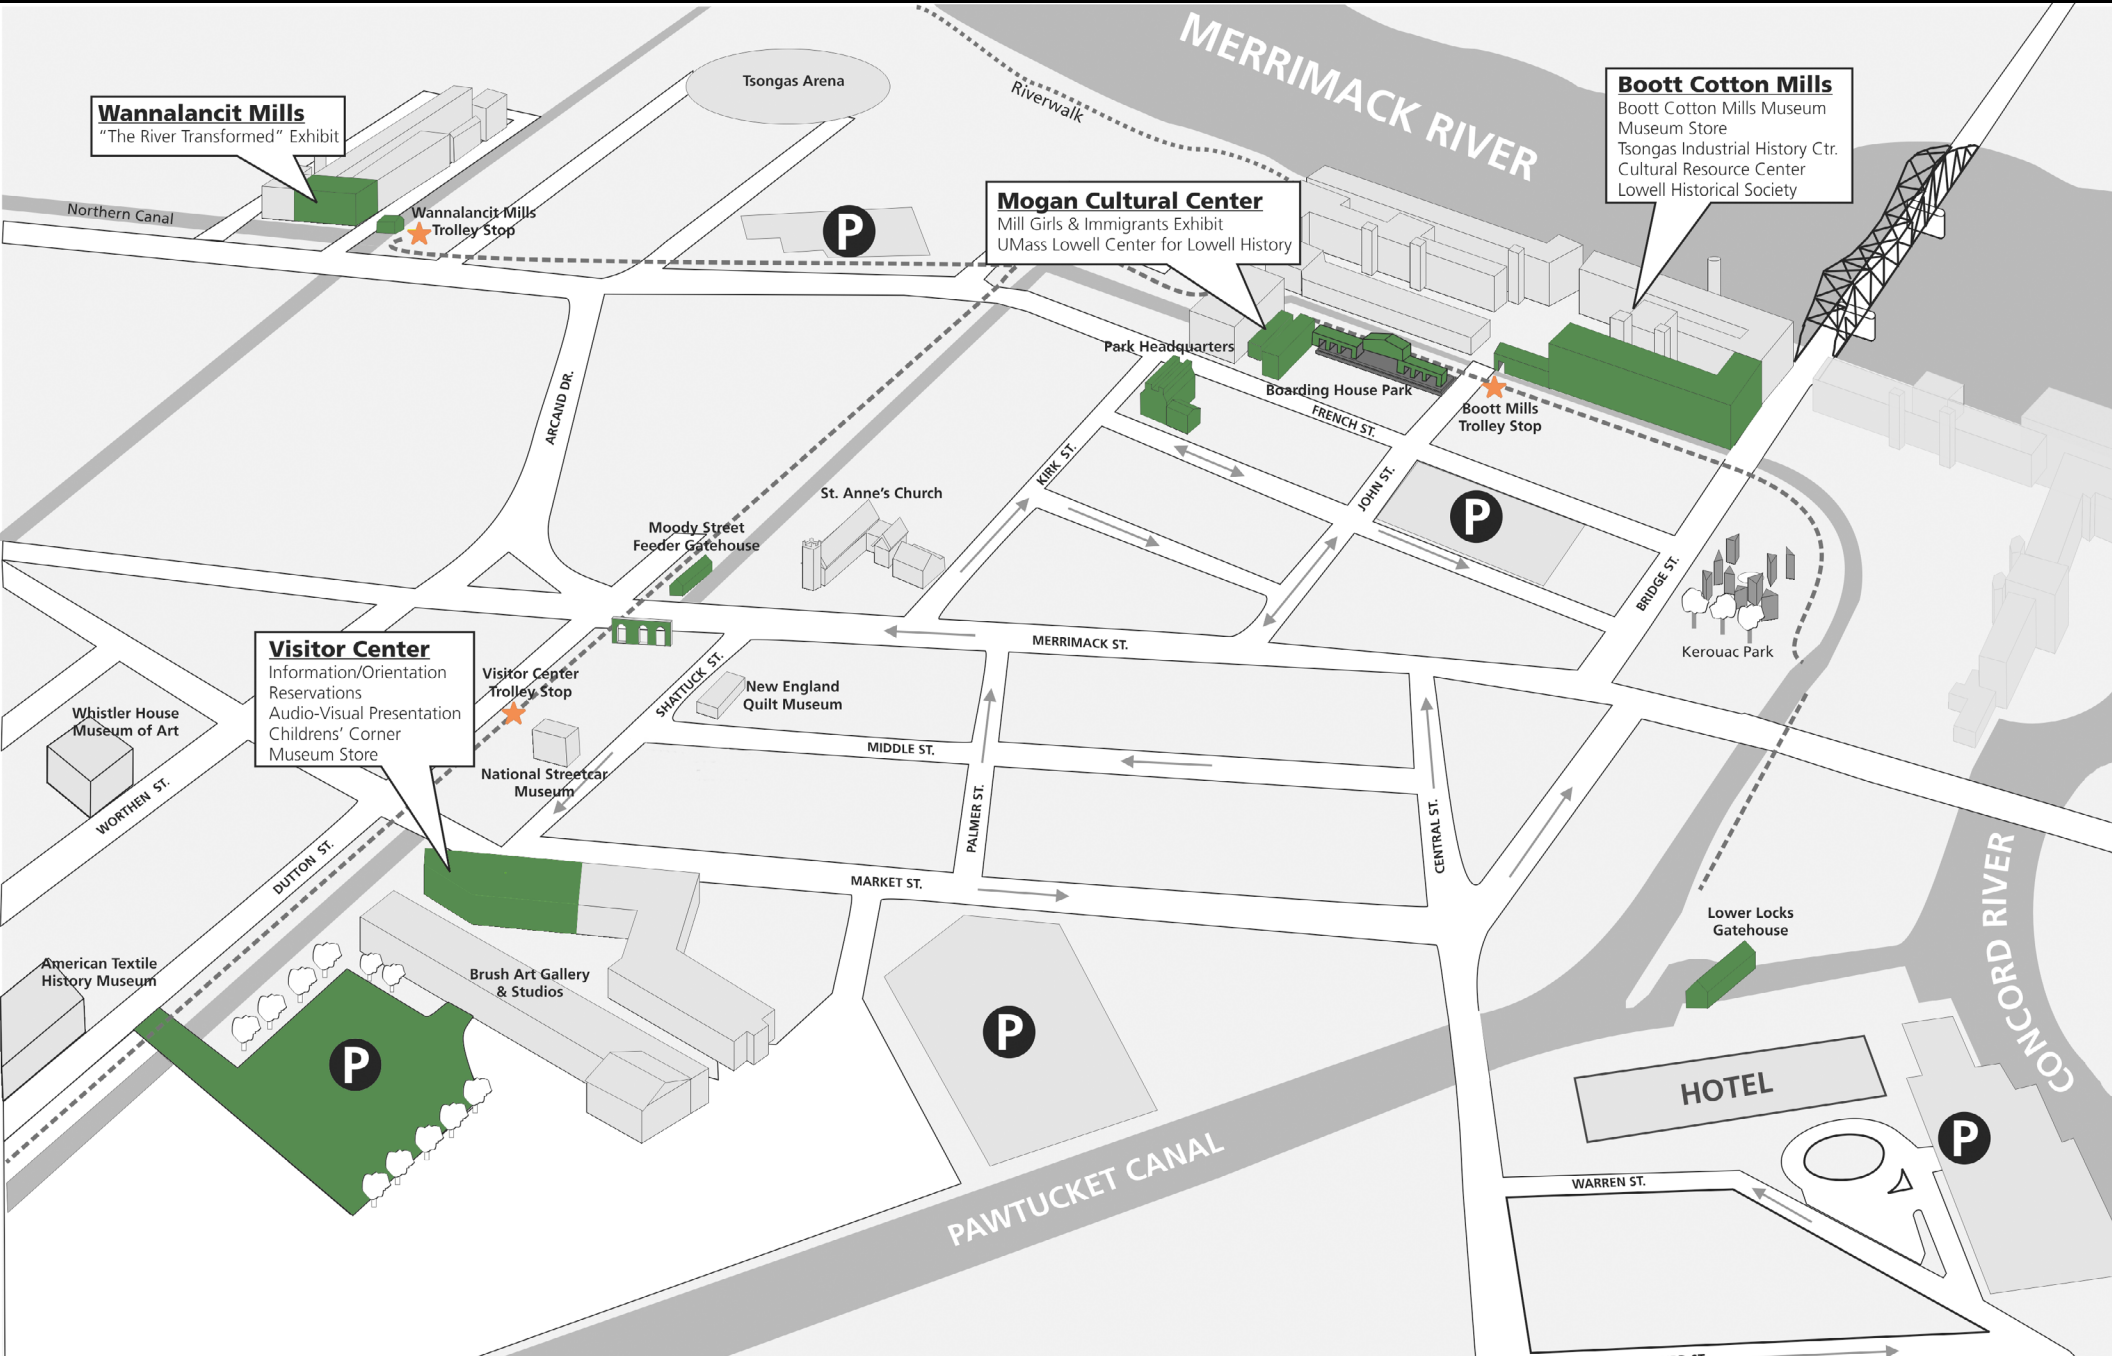 MERRIMACK RIVER
Tsongas Arena
Riverwalk
Wannalancit Mills
“The River Transformed” Exhibit
Boott Cotton Mills
Boott Cotton Mills Museum
Museum Store
Tsongas Industrial History Ctr.
Cultural Resource Center
Lowell Historical Society
Northern Canal
Wannalancit Mills
Trolley Stop
P
Mogan Cultural Center
Mill Girls & Immigrants Exhibit
UMass Lowell Center for Lowell History
Park Headquarters
Boarding House Park
FRENCH ST.
Boott Mills
Trolley Stop
ARCAND DR.
KIRK ST.
JOHN ST.
P
St. Anne’s Church
Moody Street
Feeder Gatehouse
BRIDGE ST.
Kerouac Park
MERRIMACK ST.
Visitor Center
Information/Orientation
Reservations
Audio-Visual Presentation
Childrens’ Corner
Museum Store
Visitor Center
Trolley Stop
SHATTUCK ST.
New England
Quilt Museum
Whistler House
Museum of Art
MIDDLE ST.
National Streetcar
Museum
WORTHEN ST.
PALMER ST.
CENTRAL ST.
DUTTON ST.
MARKET ST.
Lower Locks
Gatehouse
CONCORD RIVER
American Textile
History Museum
Brush Art Gallery
& Studios
P
P
HOTEL
P
PAWTUCKET CANAL
WARREN ST.